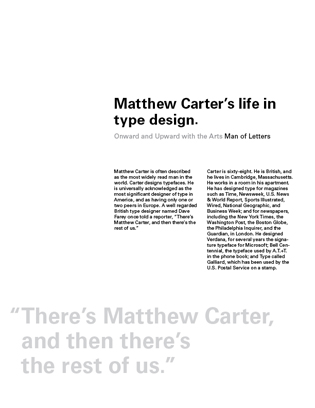 Matthew Carter's life in
type design.
Onward and Upward with the Arts Man of Letters
Matthew Carter is often described
as the most widely read man in the
world. Carter designs typefaces. He
is universally acknowledged as the
most significant designer of type in
America, and as having only one or
two peers in Europe. A well regarded
British type designer named Dave
Farey once told a reporter, "There's
Matthew Carter, and then there's the
rest of us."
Carter is sixty-eight. He is British, and
he lives in Cambridge, Massachusetts.
He works in a room in his apartment.
He has designed type for magazines
such as Time, Newsweek, U.S. News
& World Report, Sports Illustrated,
Wired, National Geographic, and
Business Week; and for newspapers,
including the New York Times, the
Washington Post, the Boston Globe,
the Philadelphia Inquirer, and the
Guardian, in London. He designed
Verdana, for several years the signa-
ture typeface for Microsoft; Bell Cen-
tennial, the typeface used by A.T.+T.
in the phone book; and Type called
Galliard, which has been used by the
U.S. Postal Service on a stamp.
"There's Matthew Carter,
and then there's
the rest of us."